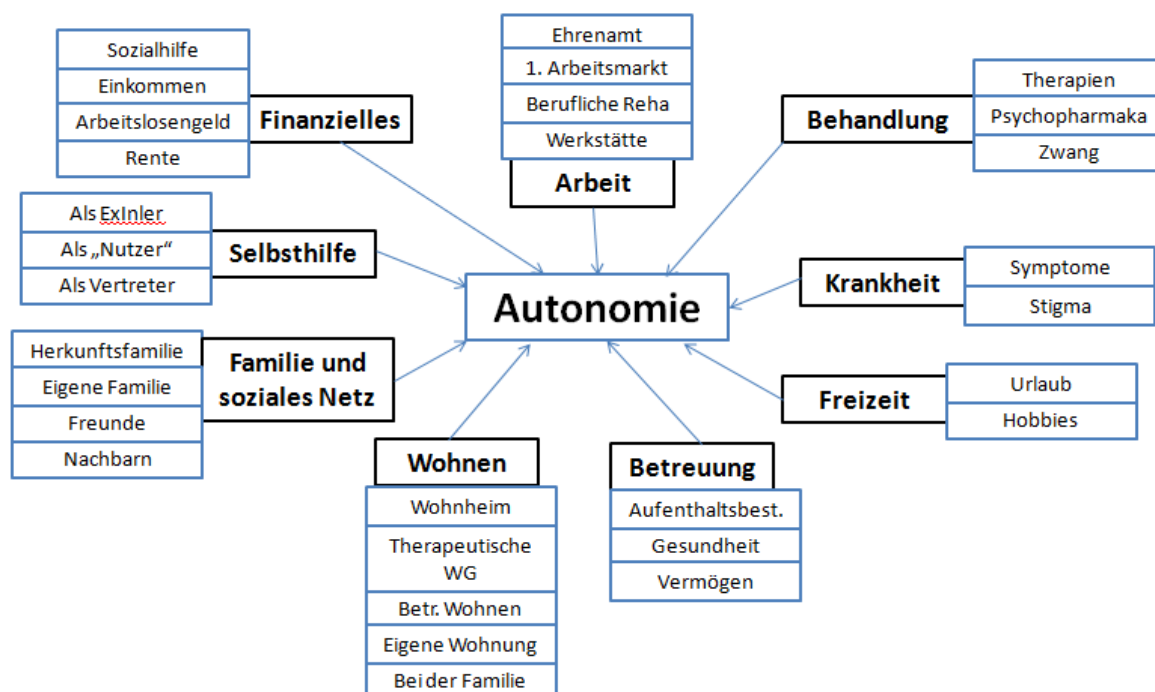 Sozialhilfe
Einkommen
Arbeitslosengeld
Rente
Finanzielles
Ehrenamt
1. Arbeitsmarkt
Berufliche Reha
Werkstätte
Arbeit
Therapien
Psychopharmaka
Zwang
Behandlung
Als ExInler
Als „Nutzer“
Als Vertreter
Selbsthilfe
Autonomie
Krankheit
Symptome
Stigma
Herkunftsfamilie
Eigene Familie
Freunde
Nachbarn
Familie und
soziales Netz
Freizeit
Urlaub
Hobbies
Wohnen
Wohnheim
Therapeutische
WG
Betr. Wohnen
Eigene Wohnung
Bei der Familie
Betreuung
Aufenthaltsbest.
Gesundheit
Vermögen